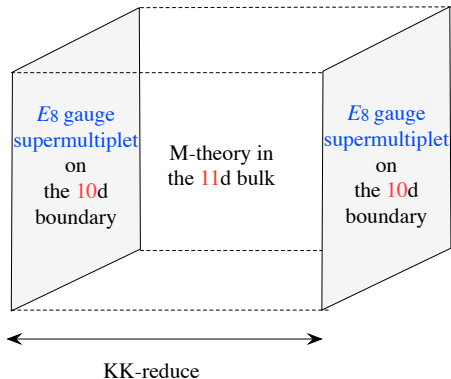 E8 gauge
supermultiplet
on
the 10d
boundary
M-theory in
the 11d bulk
E8 gauge
supermultiplet
on
the 10d
boundary
KK-reduce